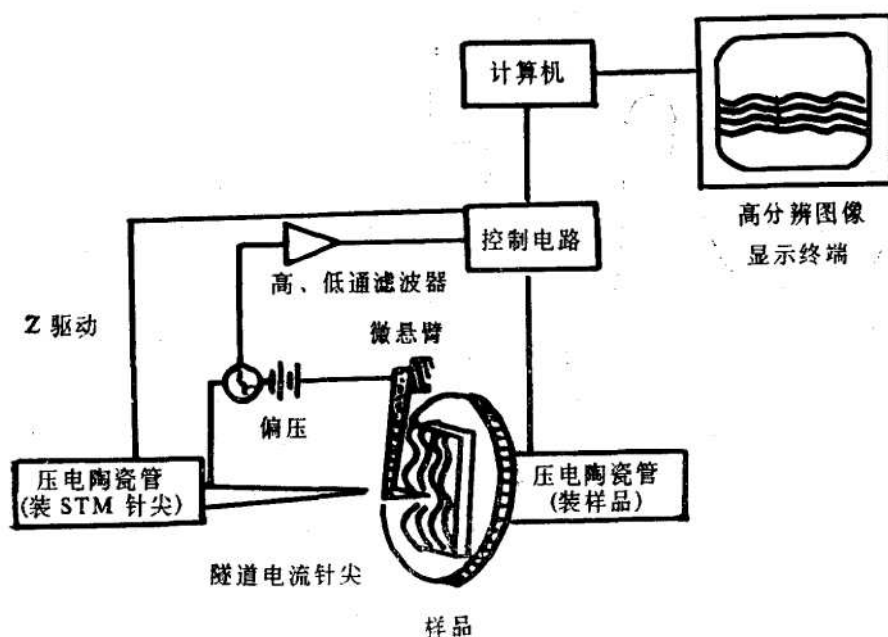 计算机
高分辨图像
显示终端
控制电路
高、低通滤波器
Z 驱动
微悬臂
偏压
压电陶瓷管
(装 STM 针尖)
压电陶瓷管
(装样品)
隧道电流针尖
样品